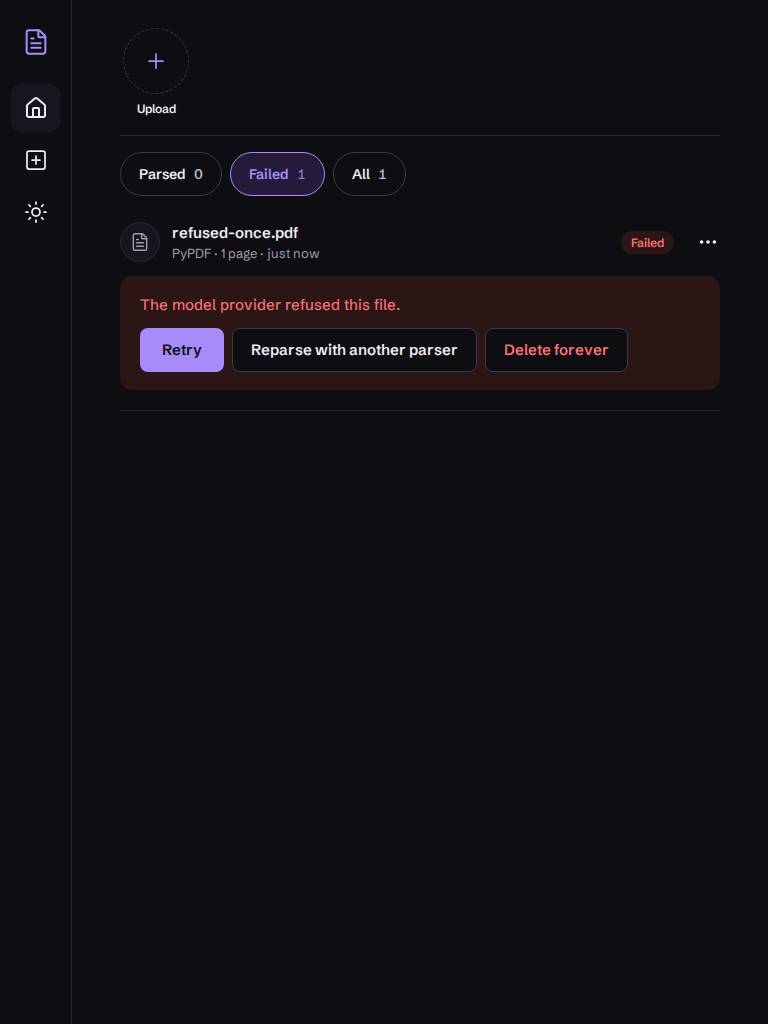 Upload
Parsed 0
Failed 1
All 1
refused-once.pdf
PyPDF · 1 page · just now
Failed
The model provider refused this file.
Retry
Reparse with another parser
Delete forever